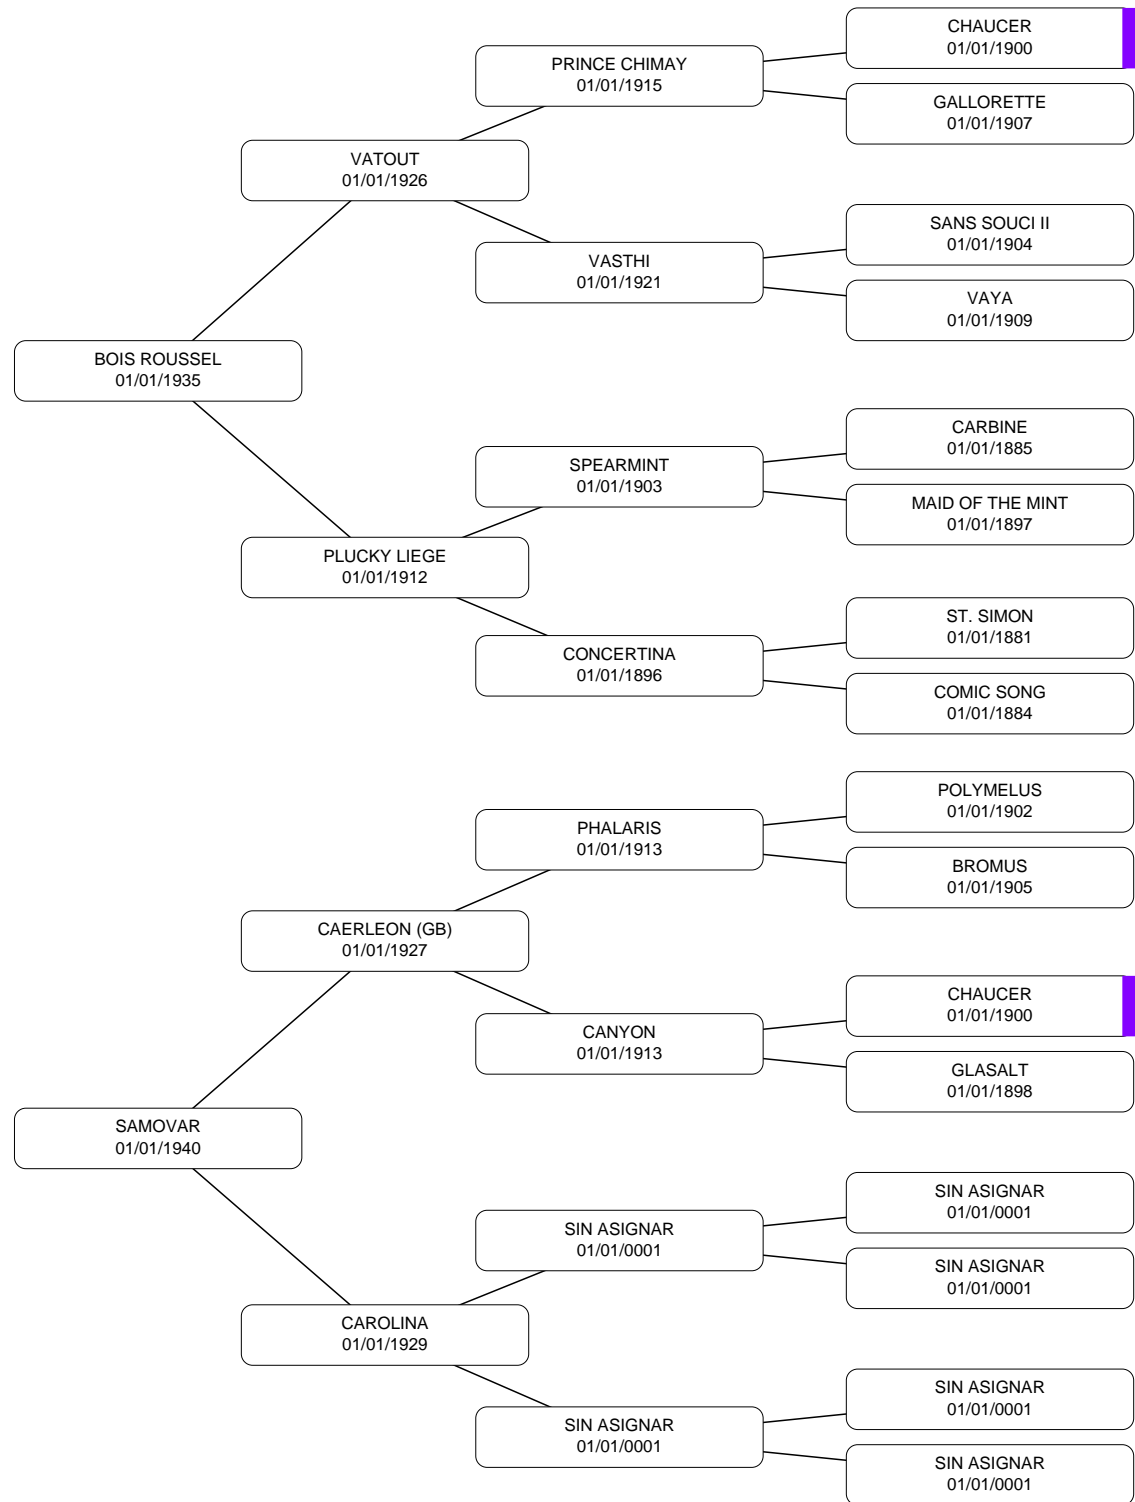 CHAUCER
01/01/1900
PRINCE CHIMAY
01/01/1915
GALLORETTE
01/01/1907
VATOUT
01/01/1926
SANS SOUCI II
01/01/1904
VASTHI
01/01/1921
VAYA
01/01/1909
BOIS ROUSSEL
01/01/1935
CARBINE
01/01/1885
SPEARMINT
01/01/1903
MAID OF THE MINT
01/01/1897
PLUCKY LIEGE
01/01/1912
ST. SIMON
01/01/1881
CONCERTINA
01/01/1896
COMIC SONG
01/01/1884
POLYMELUS
01/01/1902
PHALARIS
01/01/1913
BROMUS
01/01/1905
CAERLEON (GB)
01/01/1927
CHAUCER
01/01/1900
CANYON
01/01/1913
GLASALT
01/01/1898
SAMOVAR
01/01/1940
SIN ASIGNAR
01/01/0001
SIN ASIGNAR
01/01/0001
SIN ASIGNAR
01/01/0001
CAROLINA
01/01/1929
SIN ASIGNAR
01/01/0001
SIN ASIGNAR
01/01/0001
SIN ASIGNAR
01/01/0001